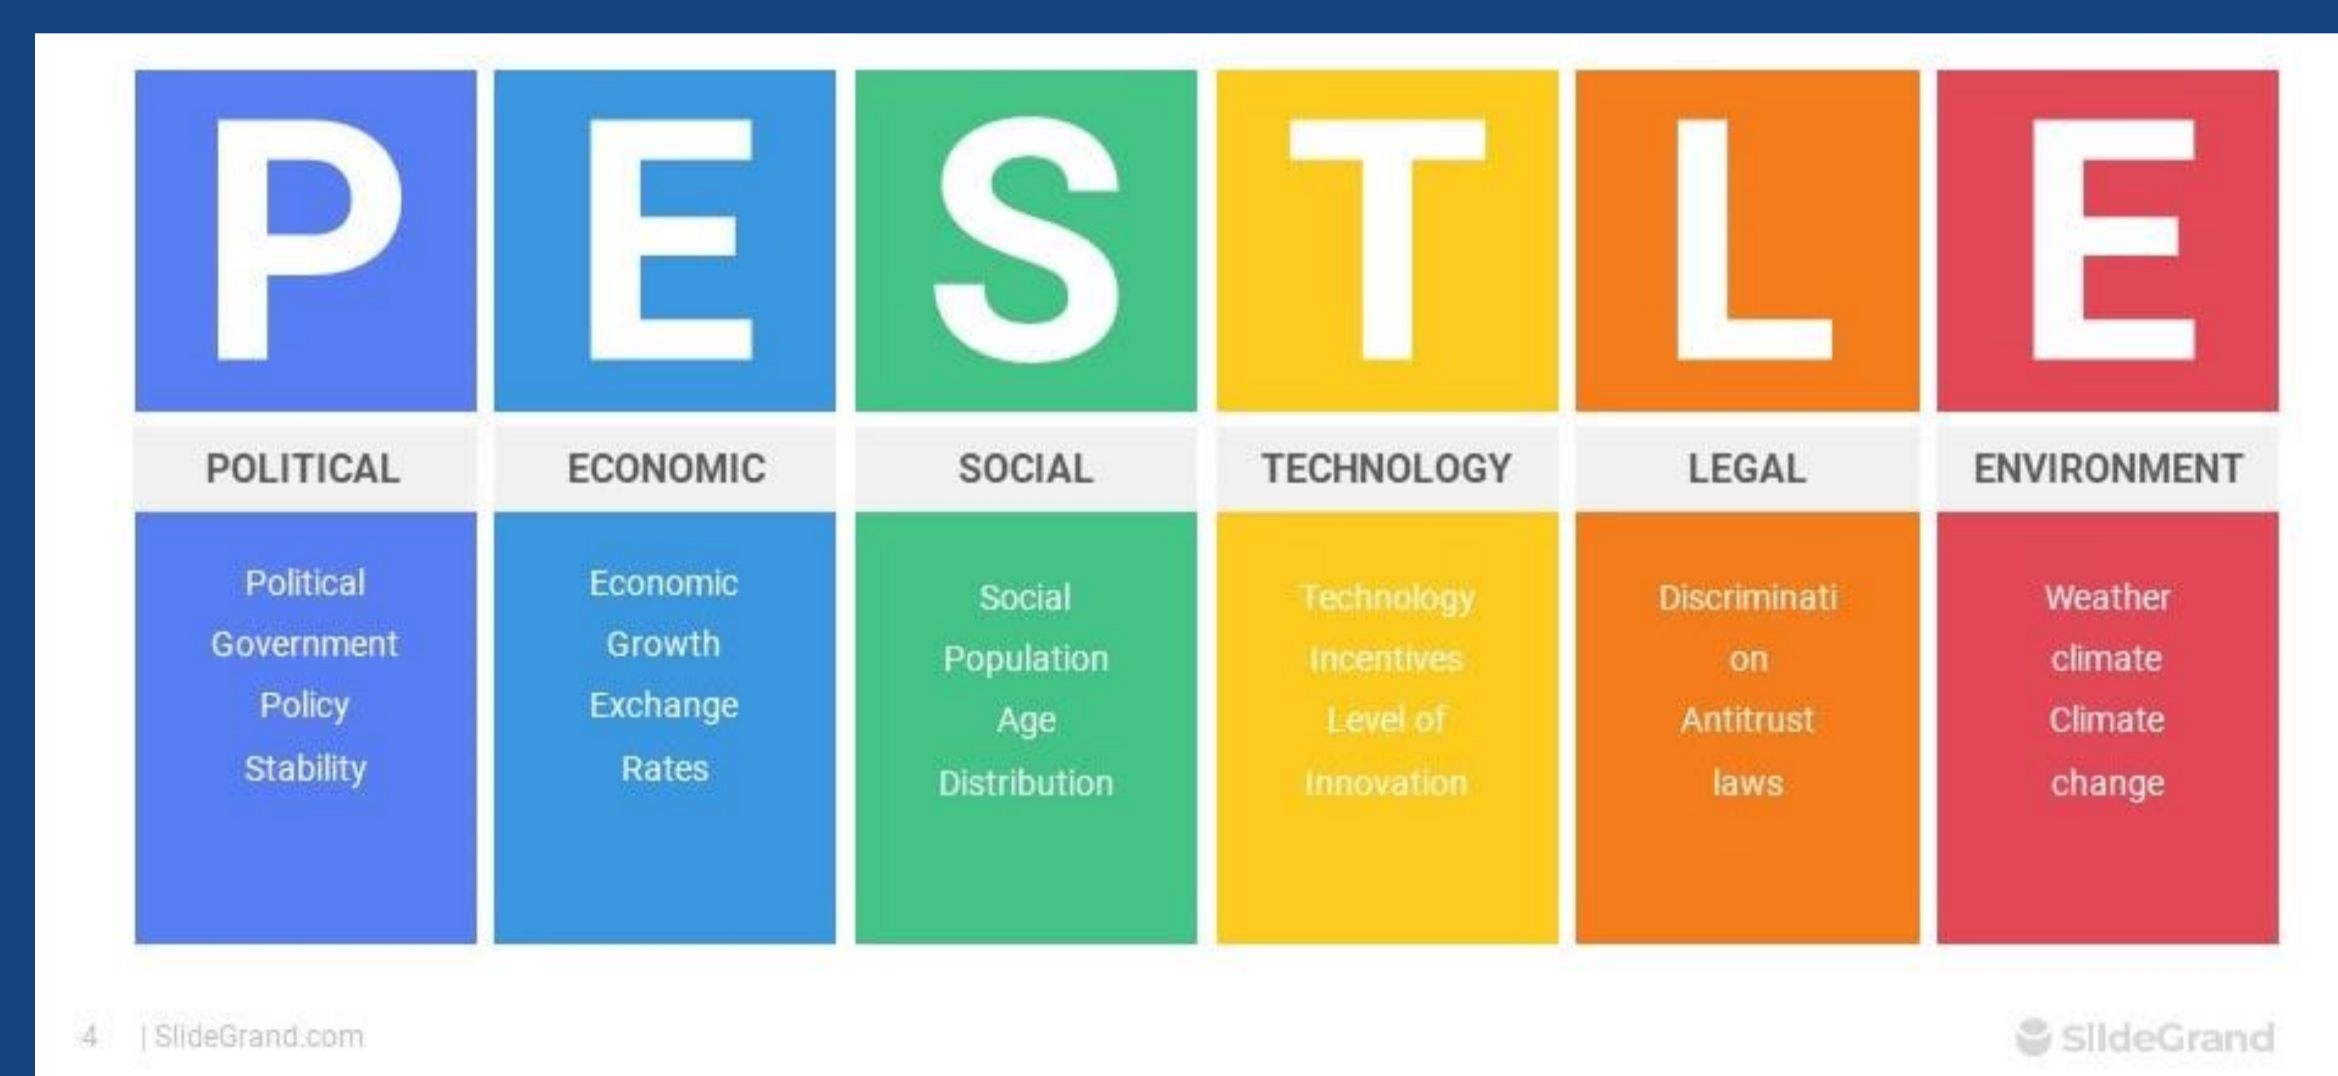 P E S T L E
POLITICAL ECONOMIC SOCIAL TECHNOLOGY LEGAL ENVIRONMENT
Political
Government
Policy
Stability
Economic
Growth
Exchange
Rates
Social
Population
Age
Distribution
Technology
Incentives
Level of
Innovation
Discriminati
on
Antitrust
laws
Weather
climate
Climate
change
4 | SlideGrand.com
SlideGrand